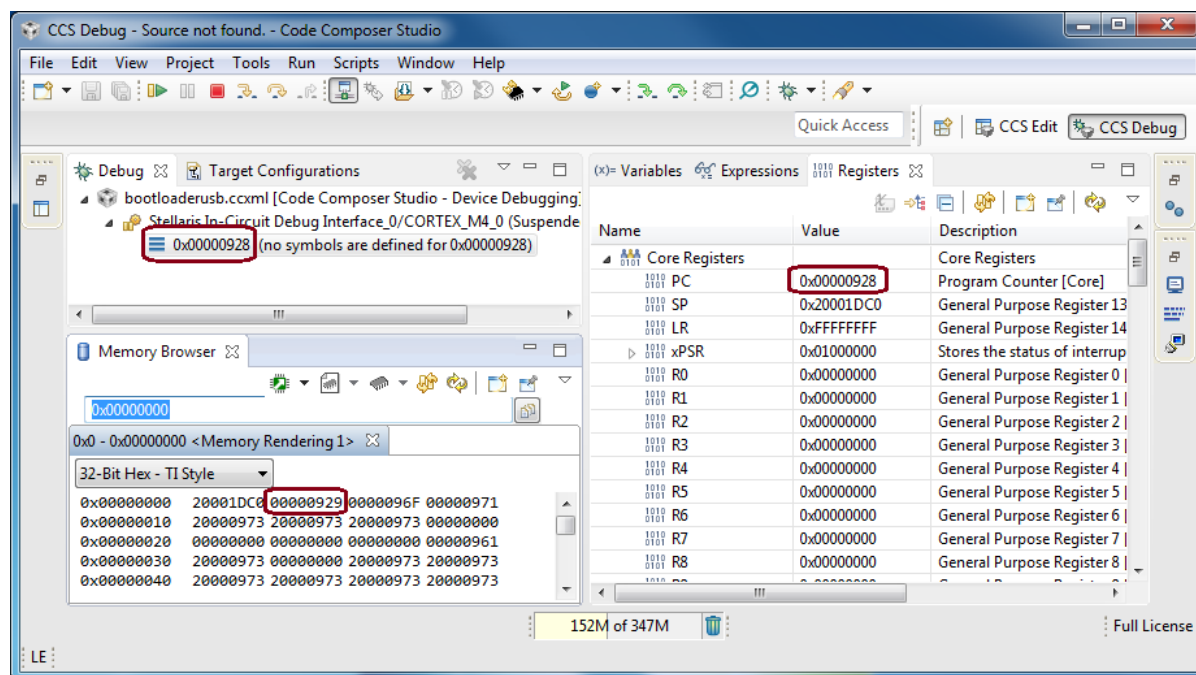 CCS Debug - Source not found. - Code Composer Studio
File Edit View Project Tools Run Scripts Window Help
Quick Access CCS Edit CCS Debug
Debug Target Configurations
bootloaderusb.ccxml [Code Composer Studio - Device Debugging]
Stellaris In-Circuit Debug Interface_0/CORTEX_M4_0 (Suspende
0x00000928 (no symbols are defined for 0x00000928)
Memory Browser
0x00000000
0x0 - 0x00000000 <Memory Rendering 1>
32-Bit Hex - TI Style
0x00000000 20001DC0 00000929 0000096F 00000971
0x00000010 20000973 20000973 20000973 00000000
0x00000020 00000000 00000000 00000000 00000961
0x00000030 20000973 00000000 20000973 20000973
0x00000040 20000973 20000973 20000973 20000973
(x)= Variables Expressions 1010 0101 Registers
Name Value Description
Core Registers Core Registers
PC 0x00000928 Program Counter [Core]
SP 0x20001DC0 General Purpose Register 13
LR 0xFFFFFFFF General Purpose Register 14
xPSR 0x01000000 Stores the status of interrup
R0 0x00000000 General Purpose Register 0 [
R1 0x00000000 General Purpose Register 1 [
R2 0x00000000 General Purpose Register 2 [
R3 0x00000000 General Purpose Register 3 [
R4 0x00000000 General Purpose Register 4 [
R5 0x00000000 General Purpose Register 5 [
R6 0x00000000 General Purpose Register 6 [
R7 0x00000000 General Purpose Register 7 [
R8 0x00000000 General Purpose Register 8 [
152M of 347M Full License
LE